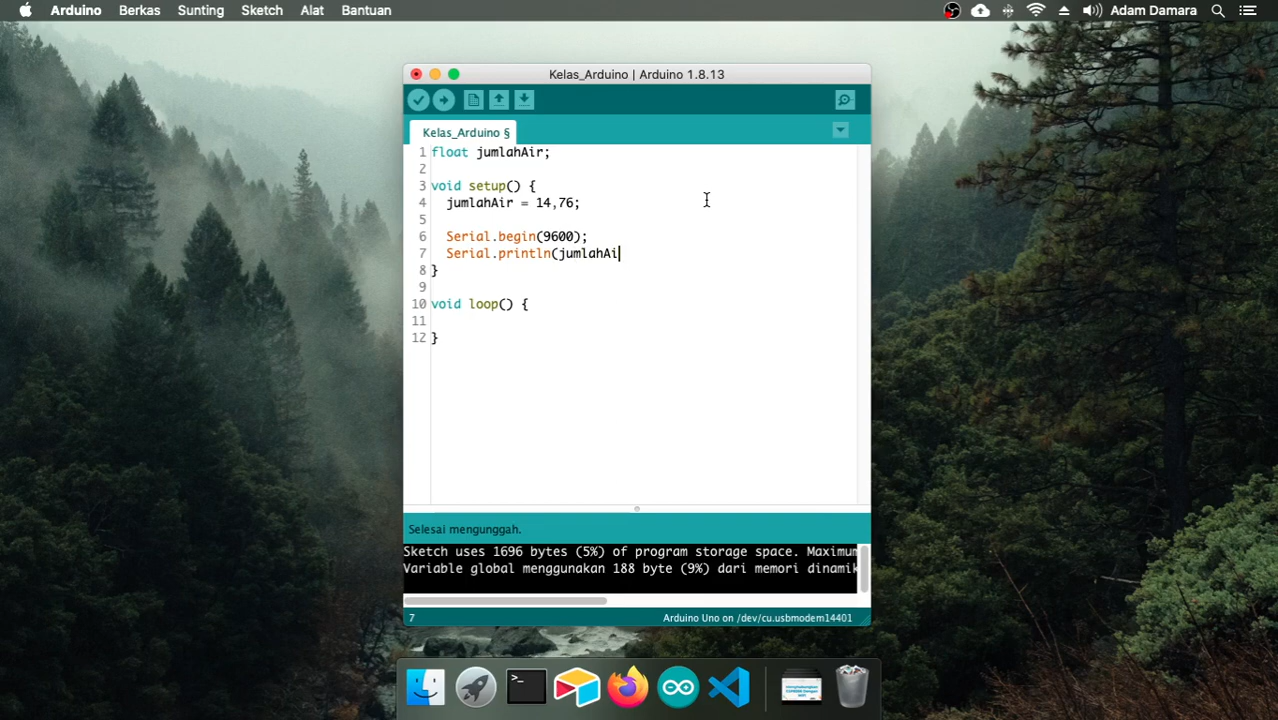 Arduino Berkas Sunting Sketch Alat Bantuan Adam Damara
Kelas_Arduino | Arduino 1.8.13
Kelas_Arduino §
1 float jumlahAir;
2
3 void setup() {
4 jumlahAir = 14,76;
5
6 Serial.begin(9600);
7 Serial.println(jumlahAi
8 }
9
10 void loop() {
11
12 }
Selesai mengunggah.
Sketch uses 1696 bytes (5%) of program storage space. Maximum
Variable global menggunakan 188 byte (9%) dari memori dinamik
7 Arduino Uno on /dev/cu.usbmodem14401